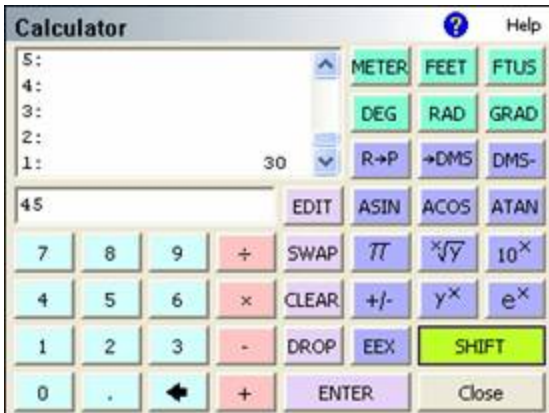 Calculator ? Help
5:
4:
3:
2:
1: 30
METER FEET FTUS
DEG RAD GRAD
R→P →DMS DMS-
45 EDIT ASIN ACOS ATAN
7 8 9 ÷ SWAP π ˣ√y 10ˣ
4 5 6 × CLEAR +/- yˣ eˣ
1 2 3 - DROP EEX SHIFT
0 . ← + ENTER Close